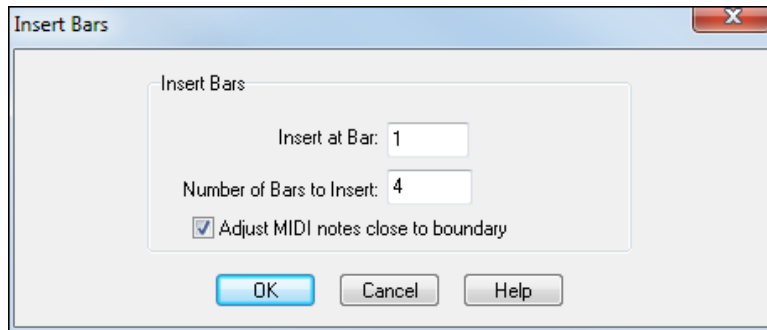 Insert Bars
Insert Bars
Insert at Bar: 1
Number of Bars to Insert: 4
Adjust MIDI notes close to boundary
OK Cancel Help